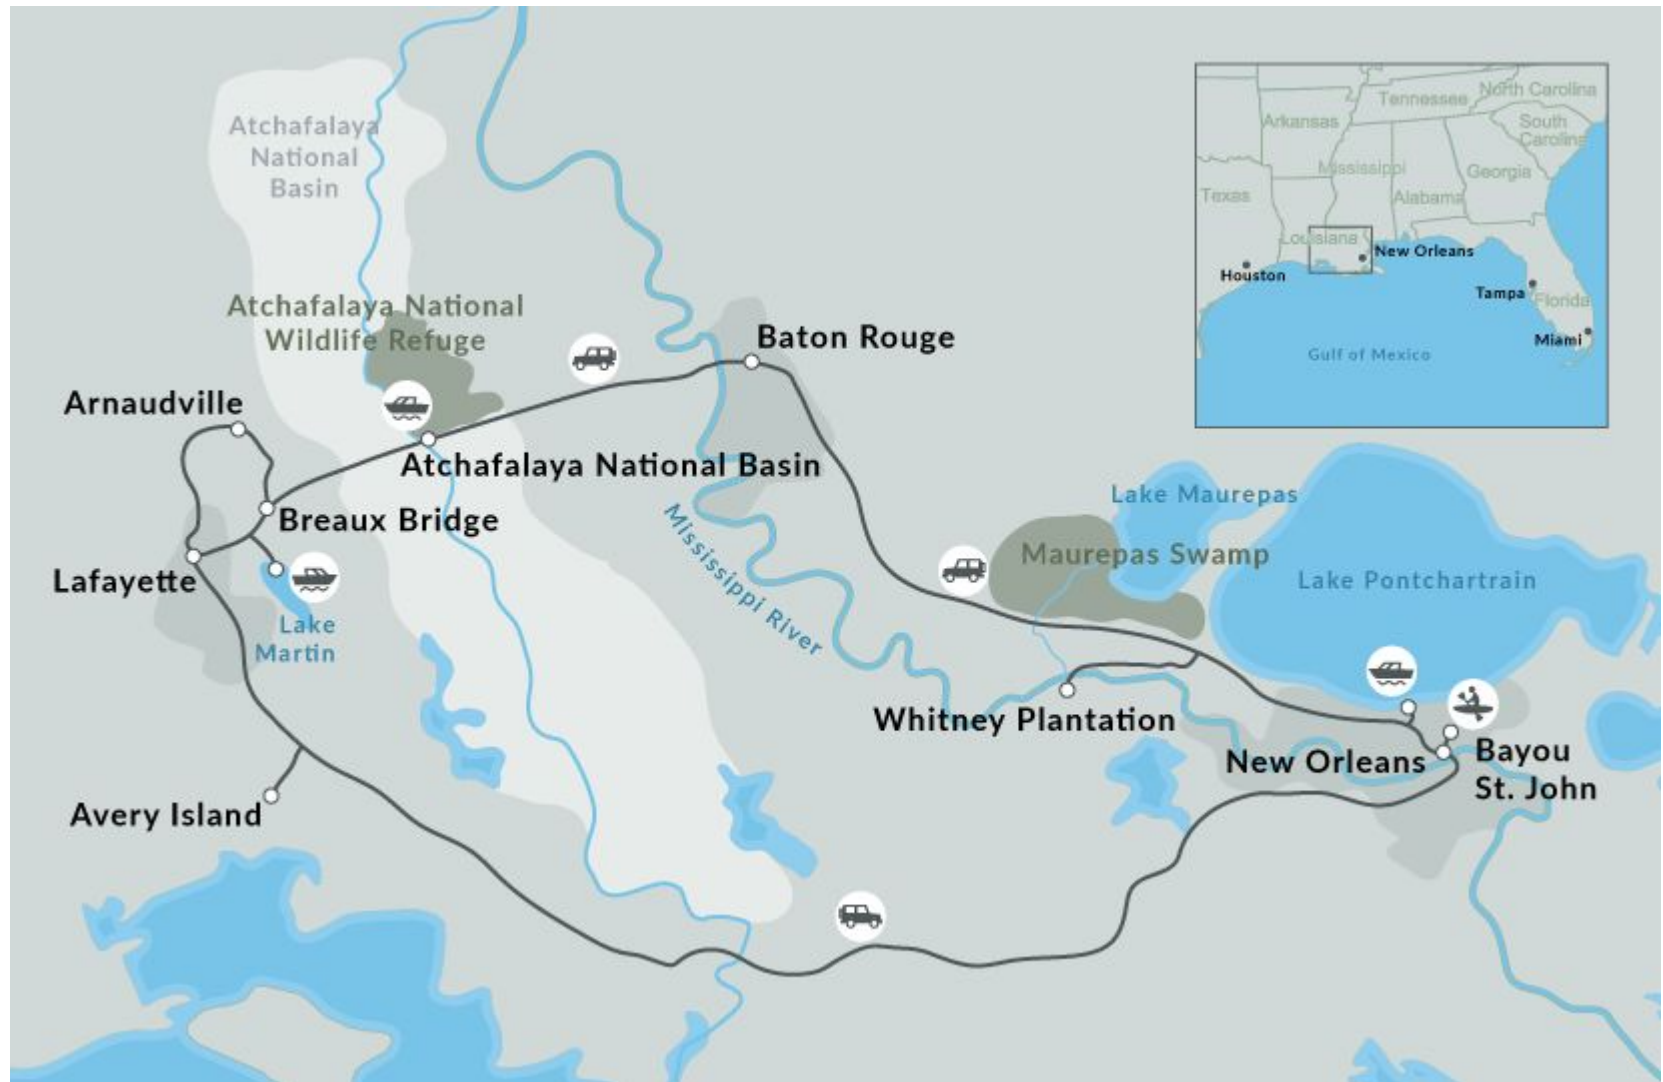 Atchafalaya
National
Basin
Atchafalaya National
Wildlife Refuge
Baton Rouge
Arnaudville
Atchafalaya National Basin
Breaux Bridge
Lafayette
Lake
Martin
Mississippi River
Avery Island
Lake Maurepas
Maurepas Swamp
Lake Pontchartrain
Whitney Plantation
New Orleans
Bayou
St. John
North Carolina
Tennessee
Arkansas
South
Carolina
Mississippi
Georgia
Texas
Alabama
Louisiana
New Orleans
Houston
Tampa
Florida
Miami
Gulf of Mexico